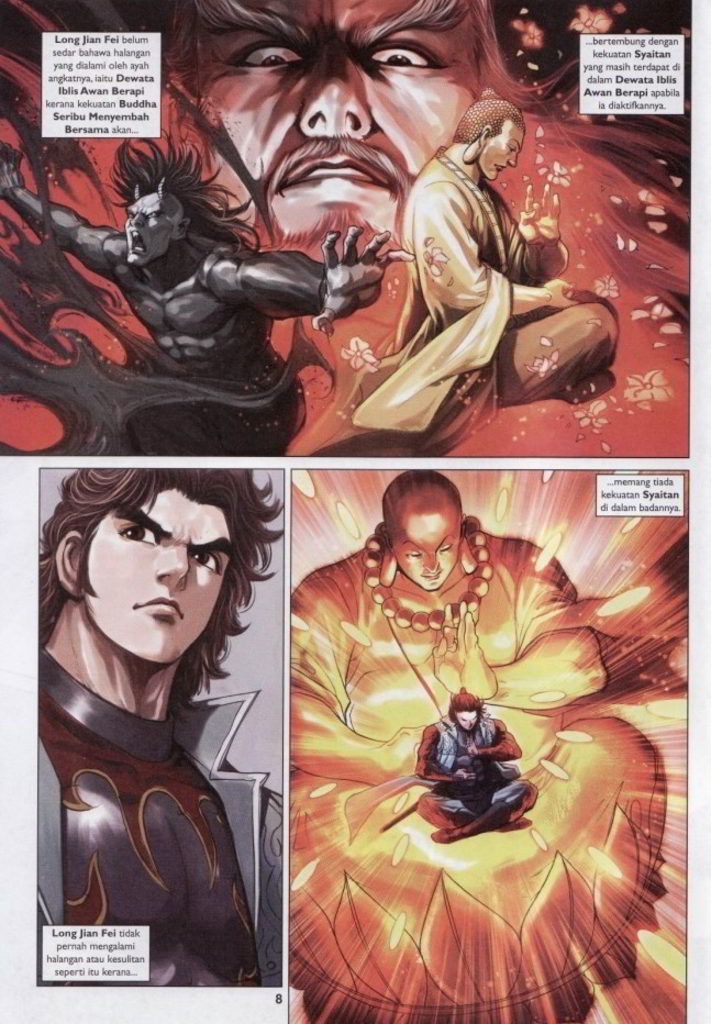 Long Jian Fei belum
sedar bahawa halangan
yang dialami oleh ayah
angkatnya, iaitu Dewata
Iblis Awan Berapi
kerana kekuatan Buddha
Seribu Menyembah
Bersama akan...
...bertembung dengan
kekuatan Syaitan
yang masih terdapat di
dalam Dewata Iblis
Awan Berapi apabila
ia diaktifkannya.
Long Jian Fei tidak
pernah mengalami
halangan atau kesulitan
seperti itu kerana...
...memang tiada
kekuatan Syaitan
di dalam badannya.
8